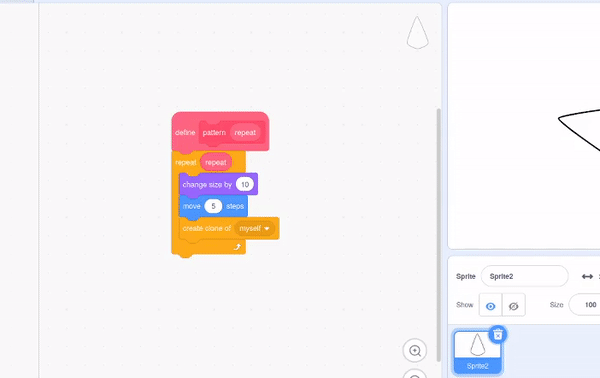 define pattern repeat
repeat repeat
change size by 10
move 5 steps
create clone of myself
Sprite Sprite2
Show Size 100
Sprite2